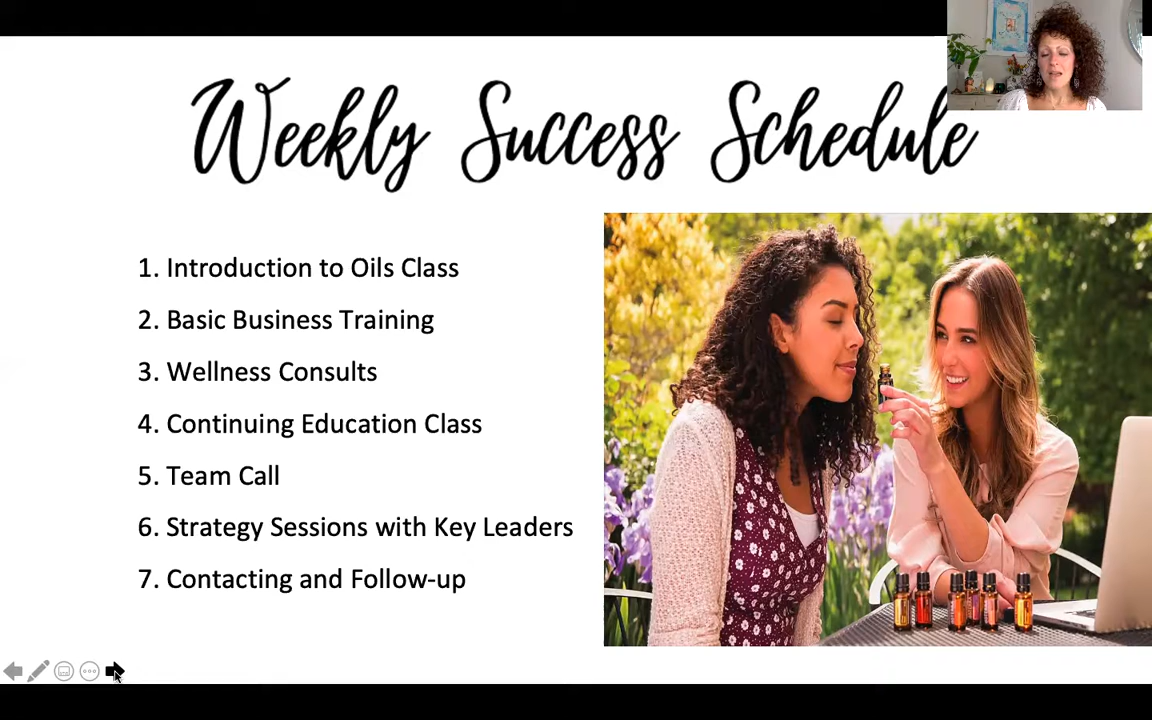 Weekly Success Schedule
1. Introduction to Oils Class
2. Basic Business Training
3. Wellness Consults
4. Continuing Education Class
5. Team Call
6. Strategy Sessions with Key Leaders
7. Contacting and Follow-up